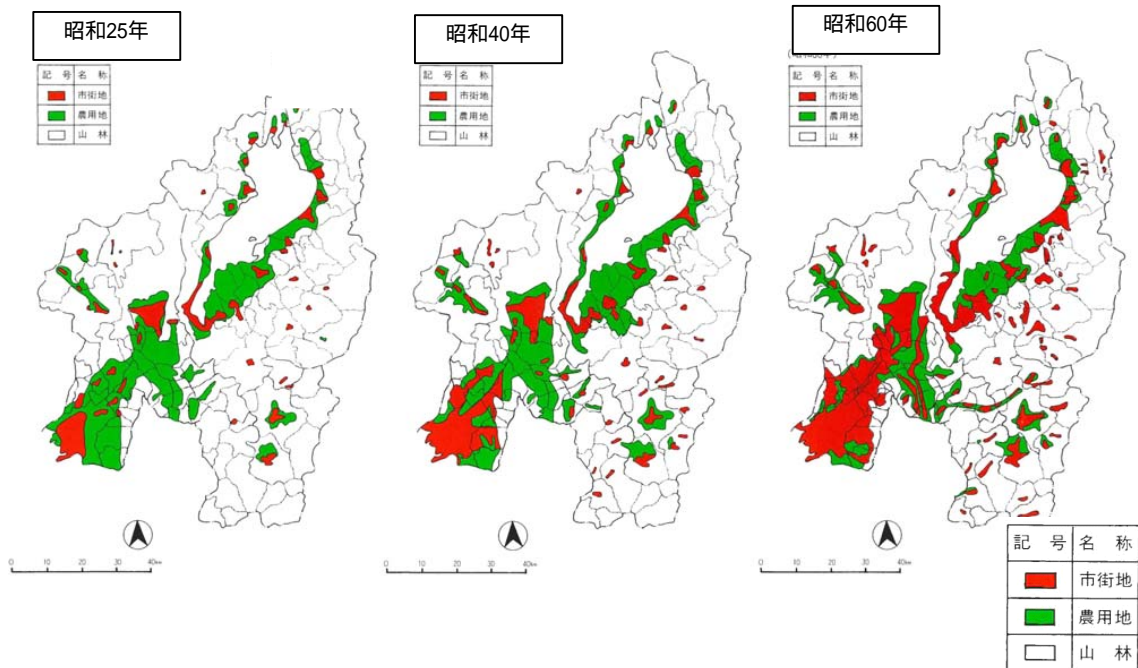 昭和25年
昭和40年
昭和60年
記 号 名 称
市街地
農用地
山 林
記 号 名 称
市街地
農用地
山 林
記 号 名 称
市街地
農用地
山 林
0 10 20 30 40km
0 10 20 30 40km
0 10 20 30 40km
記 号 名 称
市街地
農用地
山 林